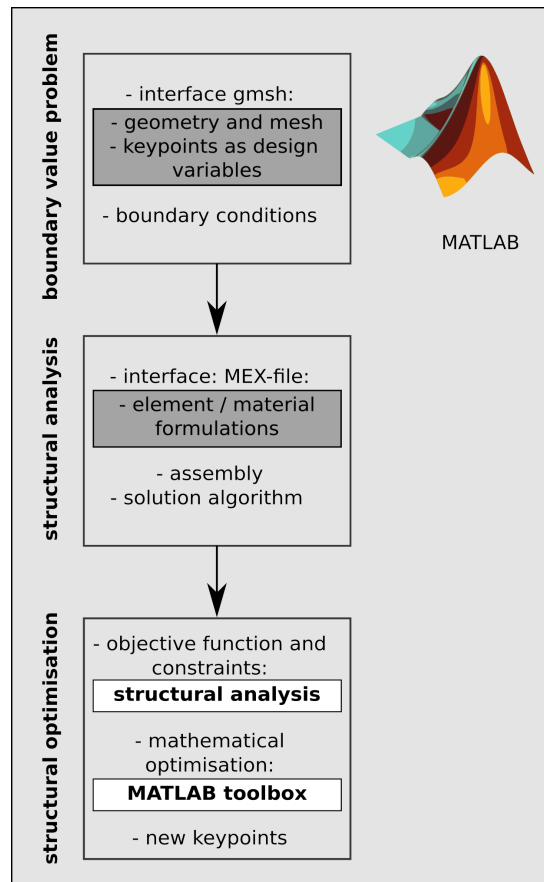 boundary value problem
- interface gmsh:
- geometry and mesh
- keypoints as design
variables
- boundary conditions
MATLAB
structural analysis
- interface: MEX-file:
- element / material
formulations
- assembly
- solution algorithm
structural optimisation
- objective function and
constraints:
structural analysis
- mathematical
optimisation:
MATLAB toolbox
- new keypoints